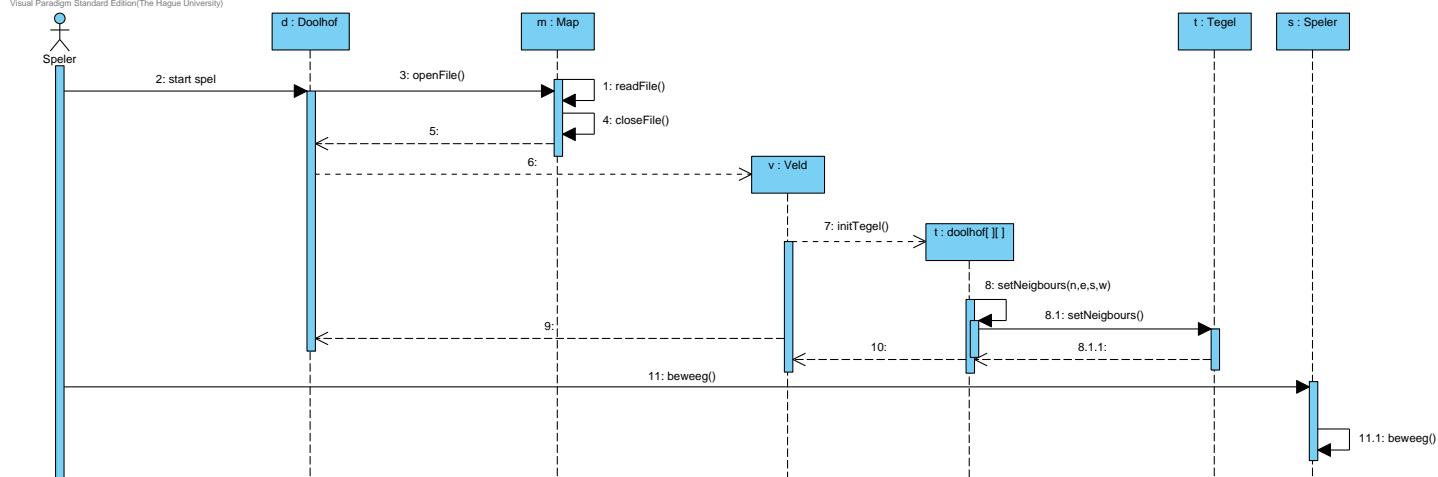 Visual Paradigm Standard Edition(The Hague University)
d : Doolhof
m : Map
t : Tegel
s : Speler
Speler
2: start spel
3: openFile()
1: readFile()
4: closeFile()
5:
6:
v : Veld
7: initTegel()
t : doolhof[ ][ ]
8: setNeigbours(n,e,s,w)
8.1: setNeigbours()
9:
10:
8.1.1:
11: beweeg()
11.1: beweeg()